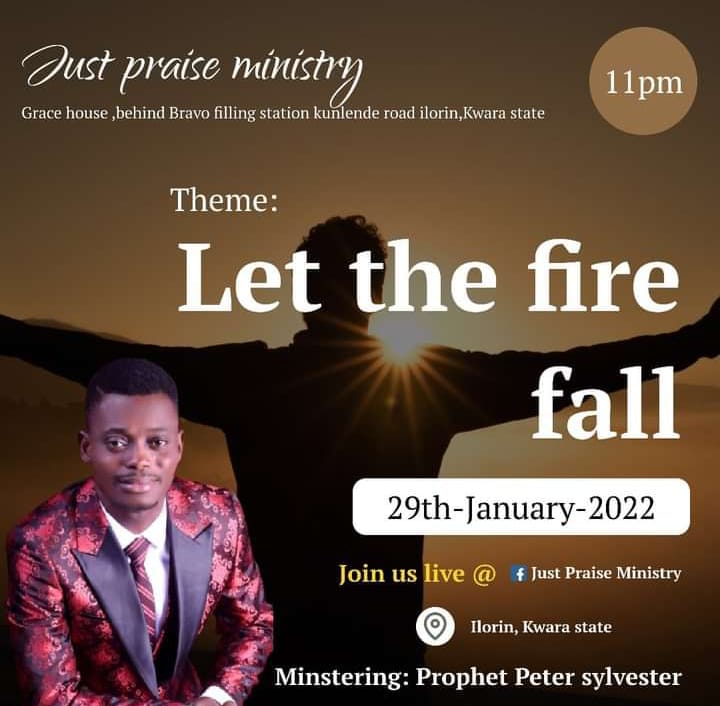 Just praise ministry
11pm
Grace house ,behind Bravo filling station kunlende road ilorin,Kwara state
Theme:
Let the fire
fall
29th-January-2022
Join us live @ Just Praise Ministry
Ilorin, Kwara state
Minstering: Prophet Peter sylvester